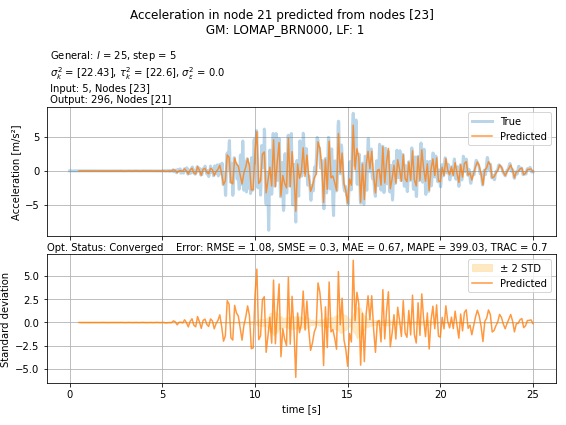 Acceleration in node 21 predicted from nodes [23]
GM: LOMAP_BRN000, LF: 1
General: l = 25, step = 5
σ²ₖ = [22.43], τ²ₖ = [22.6], σ²ε = 0.0
Input: 5, Nodes [23]
Output: 296, Nodes [21]
Acceleration [m/s²]
5
0
−5
True
Predicted
Opt. Status: Converged Error: RMSE = 1.08, SMSE = 0.3, MAE = 0.67, MAPE = 399.03, TRAC = 0.7
Standard deviation
5.0
2.5
0.0
−2.5
−5.0
± 2 STD
Predicted
0 5 10 15 20 25
time [s]